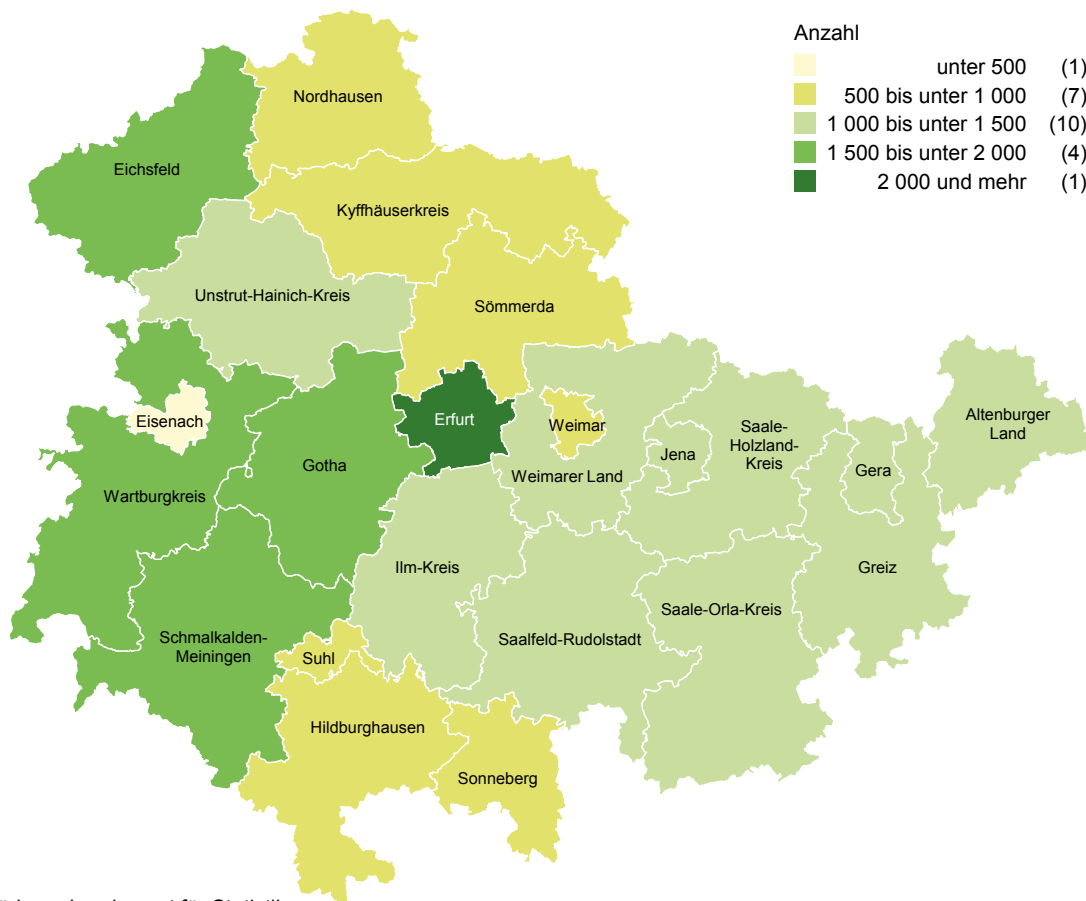 Anzahl
unter 500 (1)
500 bis unter 1 000 (7)
1 000 bis unter 1 500 (10)
1 500 bis unter 2 000 (4)
2 000 und mehr (1)
Nordhausen
Eichsfeld
Kyffhäuserkreis
Unstrut-Hainich-Kreis
Sömmerda
Eisenach
Erfurt
Weimar
Altenburger
Land
Saale-
Holzland-
Kreis
Jena
Gera
Gotha
Weimarer Land
Wartburgkreis
Ilm-Kreis
Greiz
Saale-Orla-Kreis
Schmalkalden-
Meiningen
Saalfeld-Rudolstadt
Suhl
Hildburghausen
Sonneberg